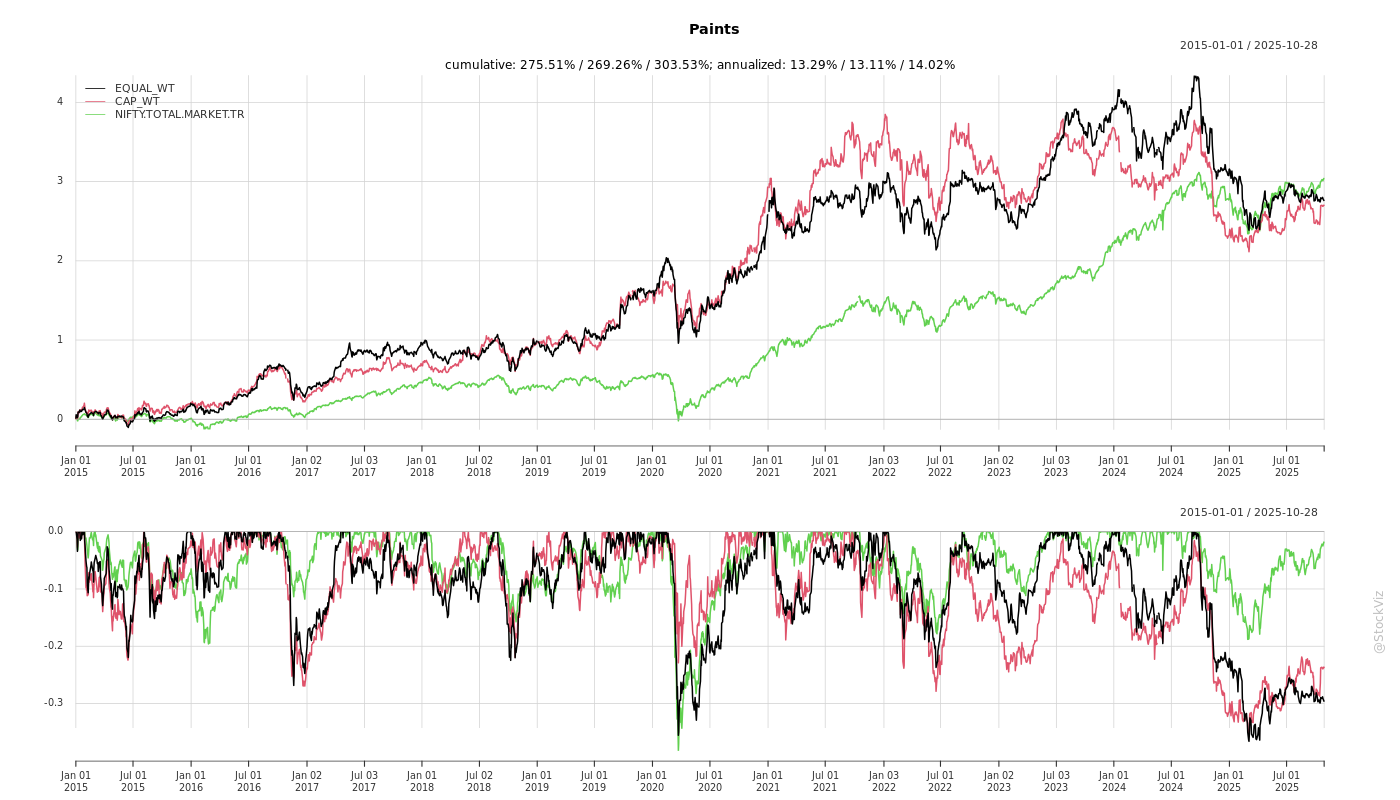 Paints
2015-01-01 / 2025-10-28
cumulative: 275.51% / 269.26% / 303.53%; annualized: 13.29% / 13.11% / 14.02%
EQUAL_WT
CAP_WT
NIFTY.TOTAL.MARKET.TR
4
3
2
1
0
Jan 01 Jul 01 Jan 01 Jul 01 Jan 02 Jul 03 Jan 01 Jul 02 Jan 01 Jul 01 Jan 01 Jul 01 Jan 01 Jul 01 Jan 03 Jul 01 Jan 02 Jul 03 Jan 01 Jul 01 Jan 01 Jul 01
2015 2015 2016 2016 2017 2017 2018 2018 2019 2019 2020 2020 2021 2021 2022 2022 2023 2023 2024 2024 2025 2025
2015-01-01 / 2025-10-28
0.0
-0.1
-0.2
-0.3
Jan 01 Jul 01 Jan 01 Jul 01 Jan 02 Jul 03 Jan 01 Jul 02 Jan 01 Jul 01 Jan 01 Jul 01 Jan 01 Jul 01 Jan 03 Jul 01 Jan 02 Jul 03 Jan 01 Jul 01 Jan 01 Jul 01
2015 2015 2016 2016 2017 2017 2018 2018 2019 2019 2020 2020 2021 2021 2022 2022 2023 2023 2024 2024 2025 2025
@StockViz